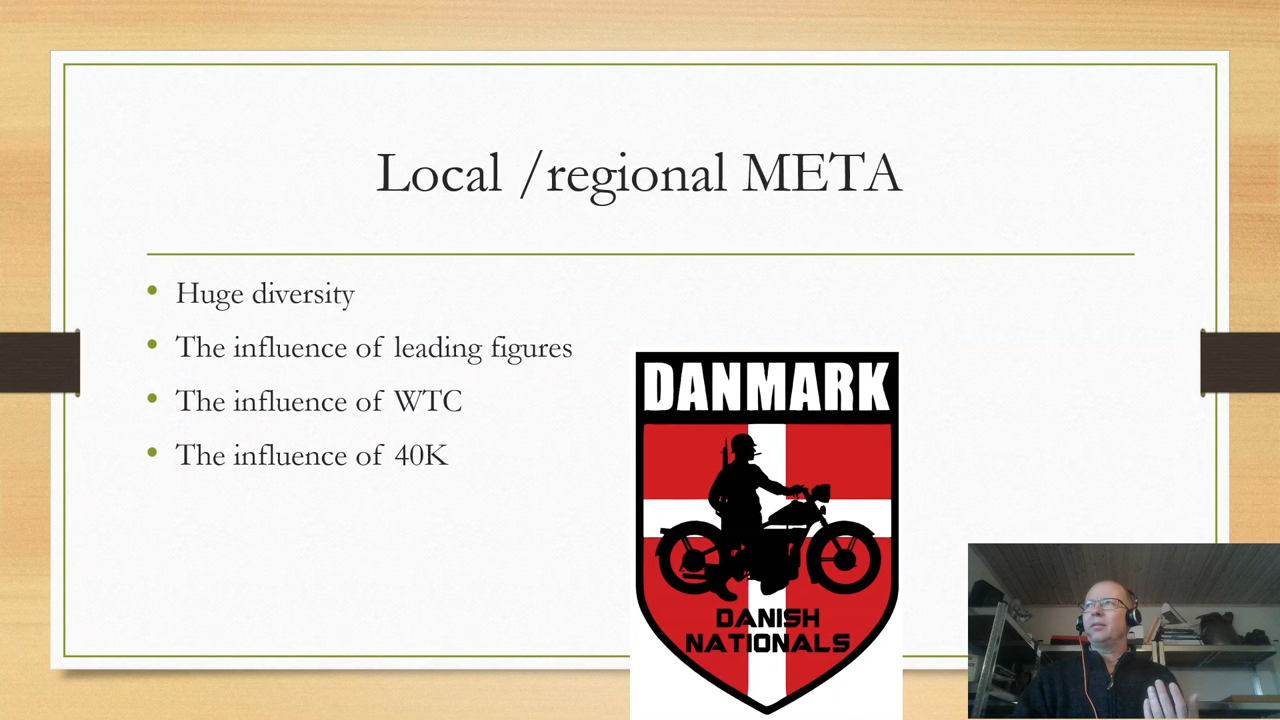 Local /regional META
Huge diversity
The influence of leading figures
The influence of WTC
The influence of 40K
DANMARK
DANISH
NATIONALS